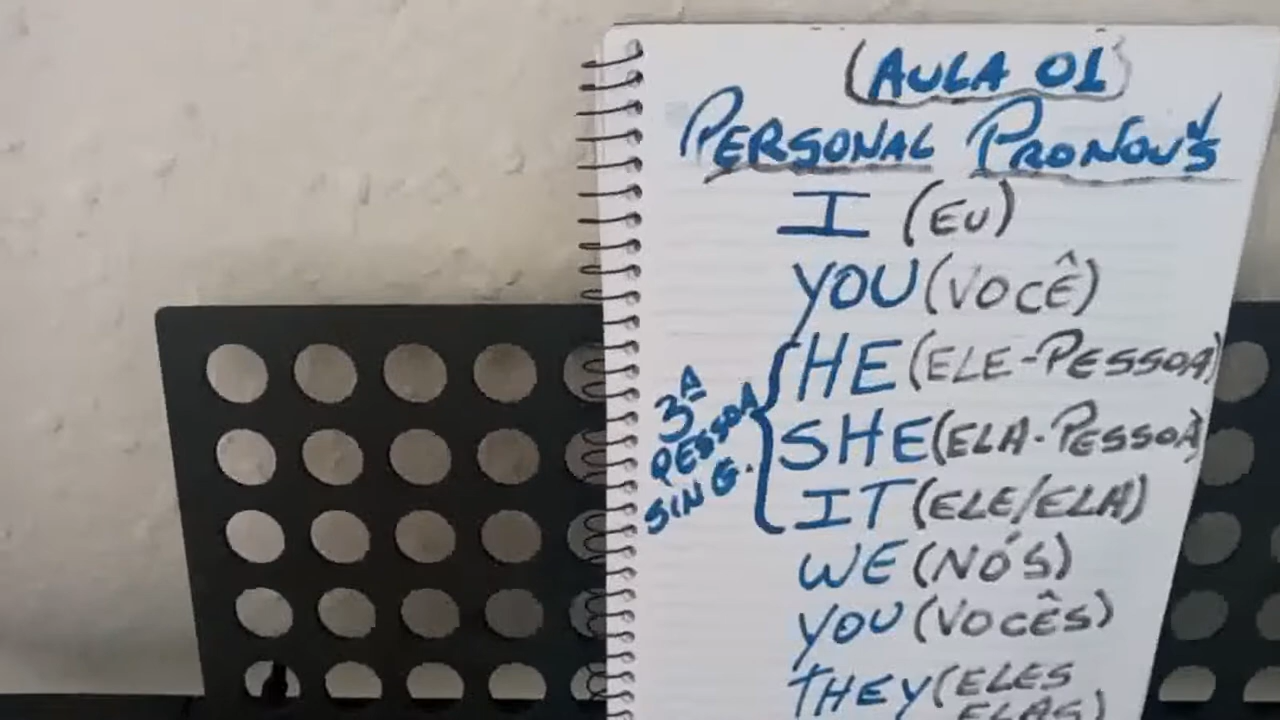 (AULA 01)
PERSONAL PRONOUNS
I (EU)
YOU (VOCÊ)
HE (ELE-PESSOA)
SHE (ELA-PESSOA)
IT (ELE/ELA)
3ª
PESSOA
SING.
WE (NÓS)
YOU (VOCÊS)
THEY (ELES
ELAS)